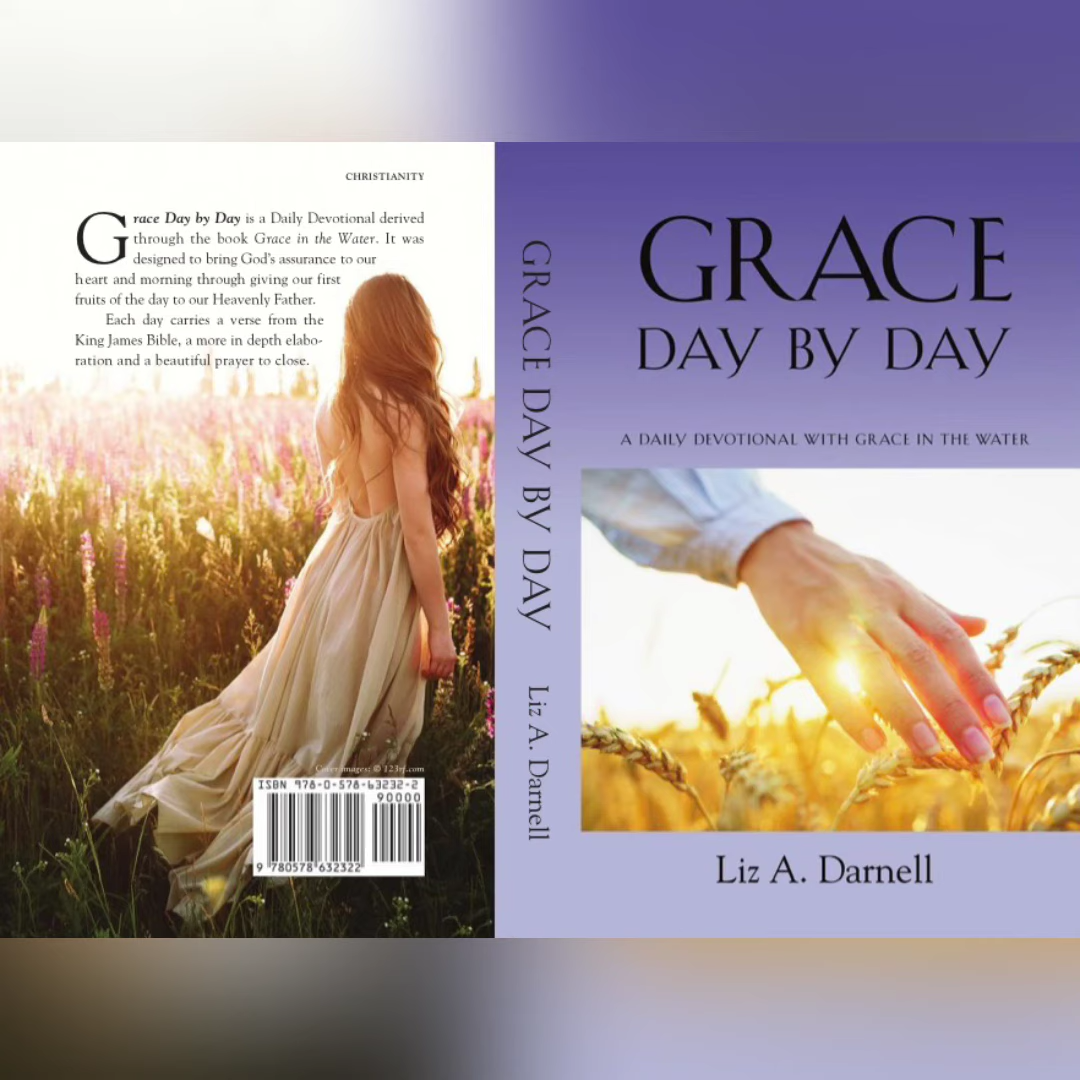 CHRISTIANITY
Grace Day by Day is a Daily Devotional derived
through the book Grace in the Water. It was
designed to bring God's assurance to our
heart and morning through giving our first
fruits of the day to our Heavenly Father.
Each day carries a verse from the
King James Bible, a more in depth elabo-
ration and a beautiful prayer to close.
Cover images: © 123rf.com
ISBN 978-0-578-63232-2
90000
9 780578 632322
GRACE DAY BY DAY Liz A. Darnell
GRACE
DAY BY DAY
A DAILY DEVOTIONAL WITH GRACE IN THE WATER
Liz A. Darnell